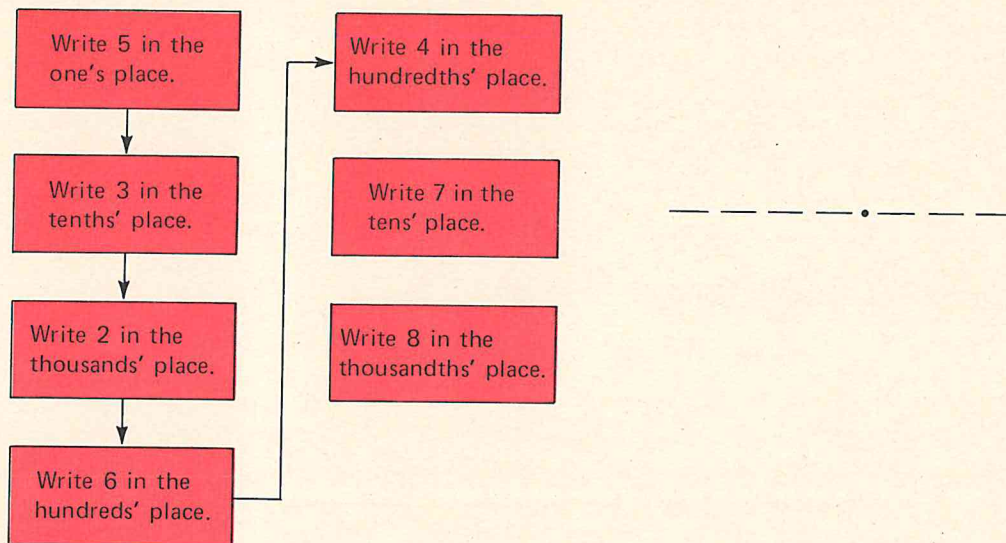 Write 5 in the
one's place.
Write 3 in the
tenths' place.
Write 2 in the
thousands' place.
Write 6 in the
hundreds' place.
Write 4 in the
hundredths' place.
Write 7 in the
tens' place.
Write 8 in the
thousandths' place.